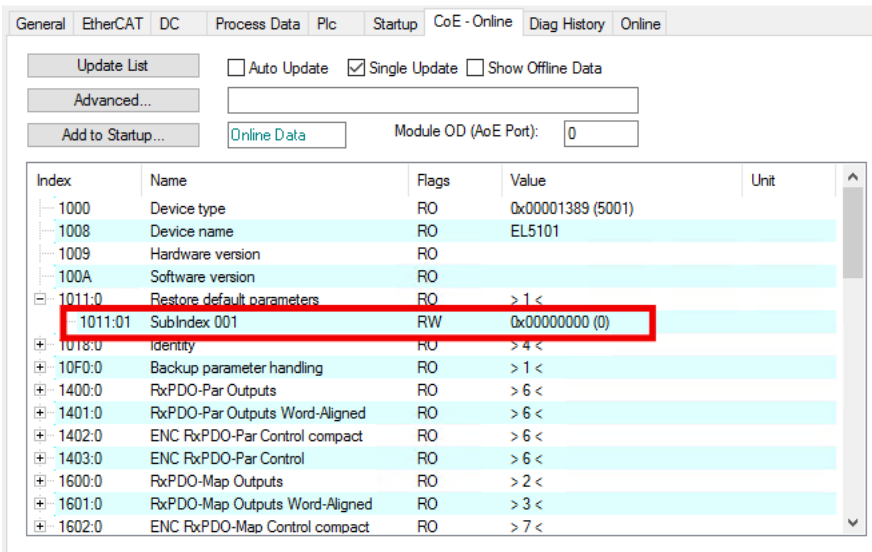 General EtherCAT DC Process Data Plc Startup CoE - Online Diag History Online
Update List Auto Update Single Update Show Offline Data
Advanced...
Add to Startup... Online Data Module OD (AoE Port): 0
Index Name Flags Value Unit
1000 Device type RO 0x00001389 (5001)
1008 Device name RO EL5101
1009 Hardware version RO
100A Software version RO
1011:0 Restore default parameters RO > 1 <
1011:01 SubIndex 001 RW 0x00000000 (0)
1018:0 Identity RO > 4 <
10F0:0 Backup parameter handling RO > 1 <
1400:0 RxPDO-Par Outputs RO > 6 <
1401:0 RxPDO-Par Outputs Word-Aligned RO > 6 <
1402:0 ENC RxPDO-Par Control compact RO > 6 <
1403:0 ENC RxPDO-Par Control RO > 6 <
1600:0 RxPDO-Map Outputs RO > 2 <
1601:0 RxPDO-Map Outputs Word-Aligned RO > 3 <
1602:0 ENC RxPDO-Map Control compact RO > 7 <